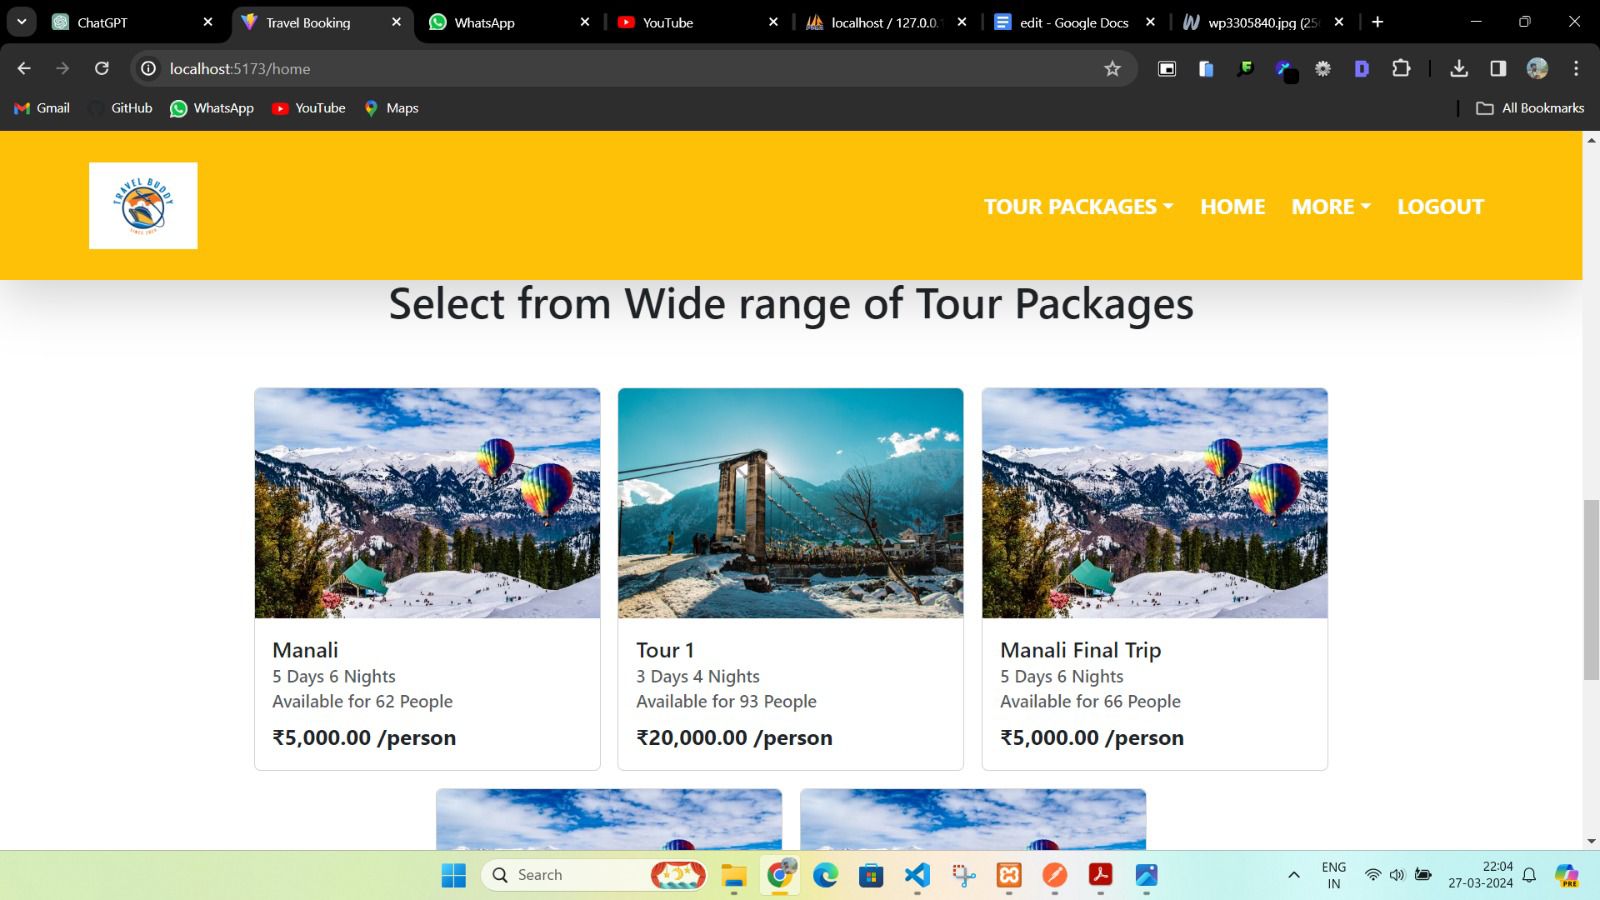 ChatGPT
Travel Booking
WhatsApp
YouTube
localhost / 127.0.0.1
edit - Google Docs
wp3305840.jpg (25
localhost:5173/home
Gmail
GitHub
WhatsApp
YouTube
Maps
All Bookmarks
TRAVEL BUDDY
TOUR PACKAGES
HOME
MORE
LOGOUT
Select from Wide range of Tour Packages
Manali
5 Days 6 Nights
Available for 62 People
₹5,000.00 /person
Tour 1
3 Days 4 Nights
Available for 93 People
₹20,000.00 /person
Manali Final Trip
5 Days 6 Nights
Available for 66 People
₹5,000.00 /person
Search
ENG
IN
22:04
27-03-2024
PRE